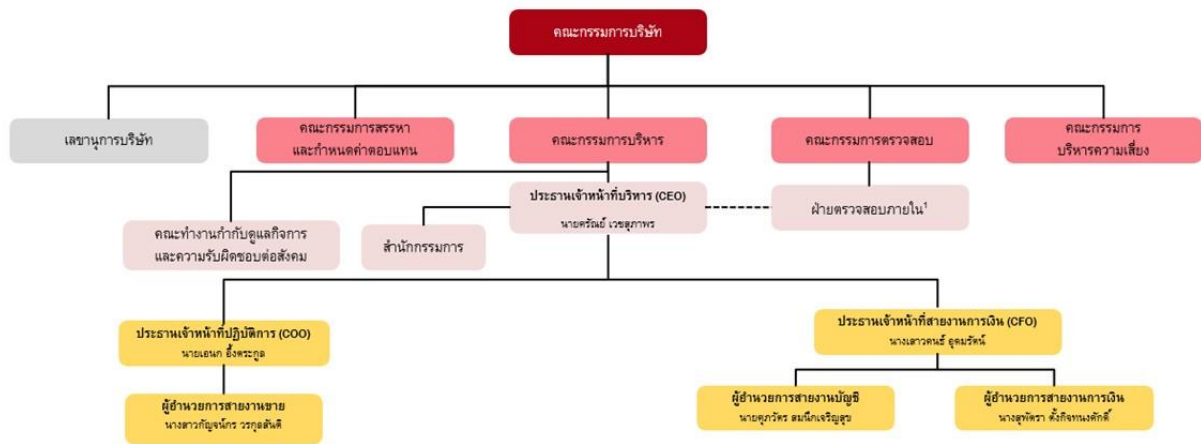 คณะกรรมการบริษัท
เลขานุการบริษัท
คณะกรรมการสรรหา
และกำหนดค่าตอบแทน
คณะกรรมการบริหาร
คณะกรรมการตรวจสอบ
คณะกรรมการ
บริหารความเสี่ยง
คณะทำงานกำกับดูแลกิจการ
และความรับผิดชอบต่อสังคม
สำนักกรรมการ
ประธานเจ้าหน้าที่บริหาร (CEO)
นายศรัณย์ เวชสุภาพร
ฝ่ายตรวจสอบภายใน¹
ประธานเจ้าหน้าที่ปฏิบัติการ (COO)
นายเอนก อึ้งตระกูล
ผู้อำนวยการสายงานขาย
นางสาวกัญจน์กร วรกุลสันติ
ประธานเจ้าหน้าที่สายงานการเงิน (CFO)
นางเสาวคนธ์ อุดมรัตน์
ผู้อำนวยการสายงานบัญชี
นายศุภวัตร สมนึกเจริญสุข
ผู้อำนวยการสายงานการเงิน
นางสุพัตรา ตั้งกิจทนงศักดิ์